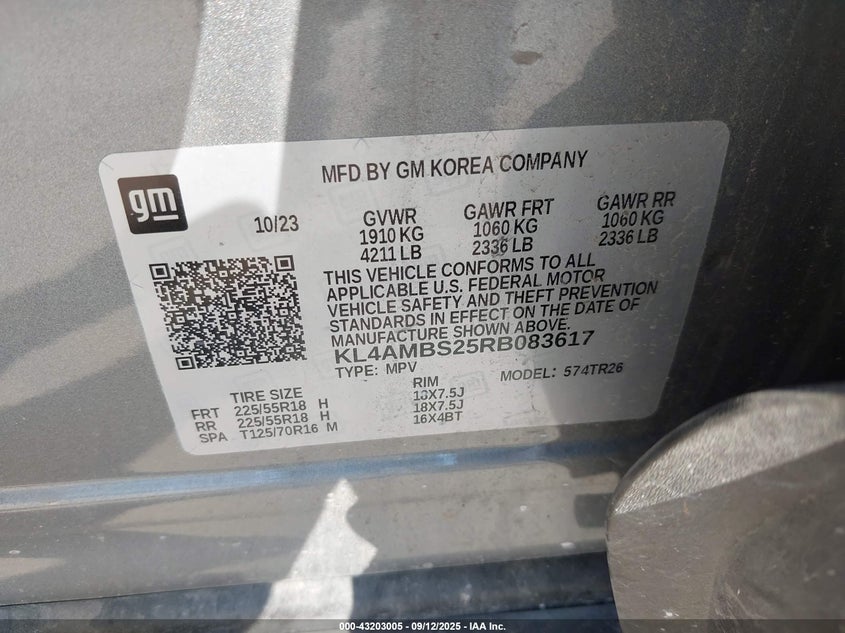 MFD BY GM KOREA COMPANY
gm
10/23
GVWR
1910 KG
4211 LB
GAWR FRT
1060 KG
2336 LB
GAWR RR
1060 KG
2336 LB
THIS VEHICLE CONFORMS TO ALL
APPLICABLE U.S. FEDERAL MOTOR
VEHICLE SAFETY AND THEFT PREVENTION
STANDARDS IN EFFECT ON THE DATE OF
MANUFACTURE SHOWN ABOVE.
KL4AMBS25RB083617
TYPE: MPV
MODEL: 574TR26
TIRE SIZE
RIM
FRT 225/55R18 H 18X7.5J
RR 225/55R18 H 18X7.5J
SPA T125/70R16 M 16X4BT
000-43203005 - 09/12/2025 - IAA Inc.